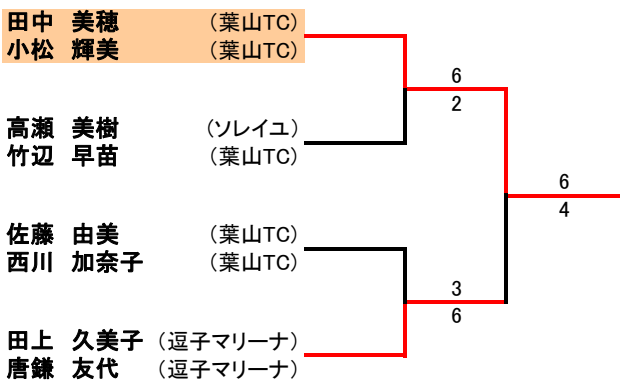 田中 美穂 (葉山TC)
小松 輝美 (葉山TC)
6
2
高瀬 美樹 (ソレイユ)
竹辺 早苗 (葉山TC)
6
4
佐藤 由美 (葉山TC)
西川 加奈子 (葉山TC)
3
6
田上 久美子 (逗子マリーナ)
唐鎌 友代 (逗子マリーナ)